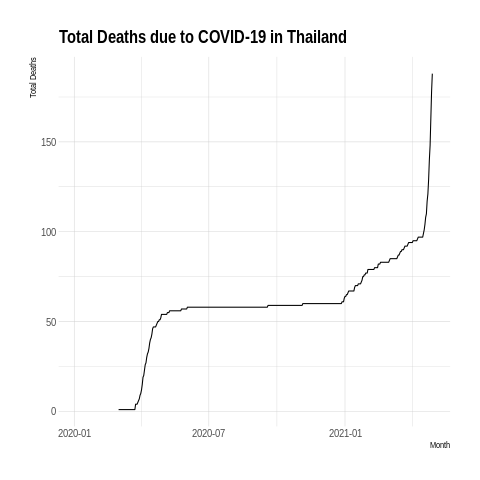 Total Deaths due to COVID-19 in Thailand
Total Deaths
150
100
50
0
2020-01
2020-07
2021-01
Month